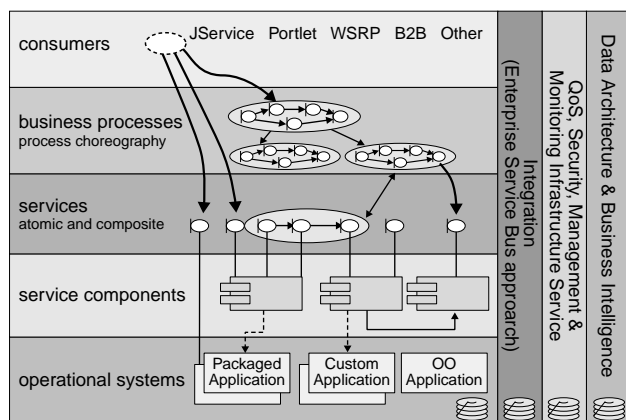 consumers
JService Portlet WSRP B2B Other
business processes
process choreography
services
atomic and composite
service components
operational systems
Packaged
Application
Custom
Application
OO
Application
Integration
(Enterprise Service Bus approarch)
QoS, Security, Management &
Monitoring Infrastructure Service
Data Architecture & Business Intelligence